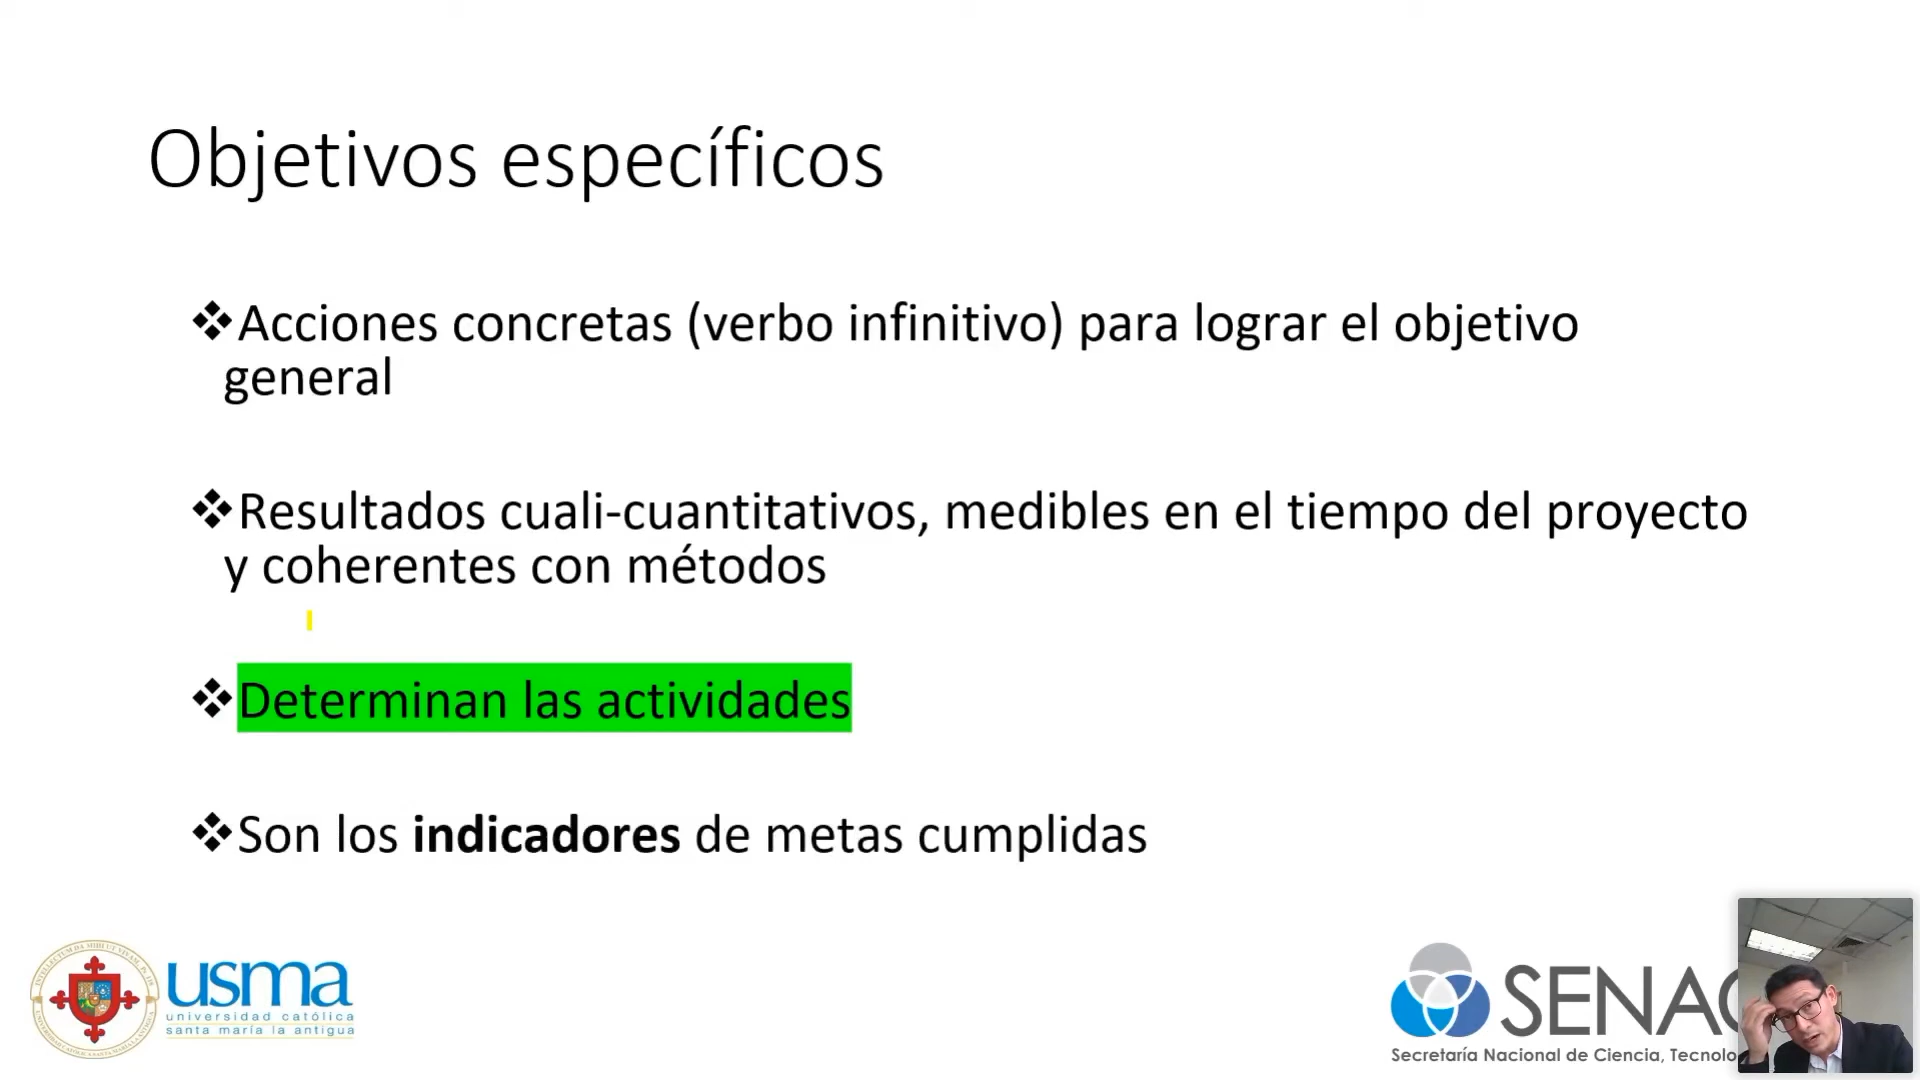 Objetivos específicos
❖Acciones concretas (verbo infinitivo) para lograr el objetivo
general
❖Resultados cuali-cuantitativos, medibles en el tiempo del proyecto
y coherentes con métodos
❖Determinan las actividades
❖Son los indicadores de metas cumplidas
usma
universidad católica
santa maría la antigua
SENAC
Secretaría Nacional de Ciencia, Tecnolo